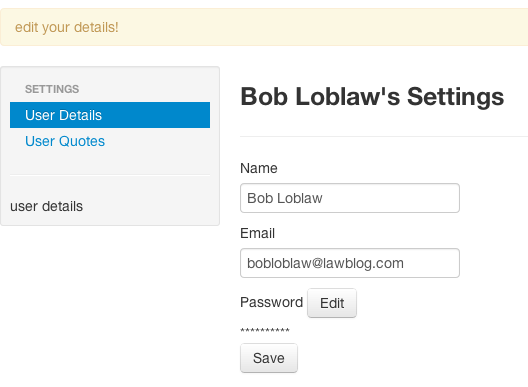 edit your details!
SETTINGS
User Details
User Quotes
user details
Bob Loblaw's Settings
Name
Bob Loblaw
Email
bobloblaw@lawblog.com
Password Edit
**********
Save